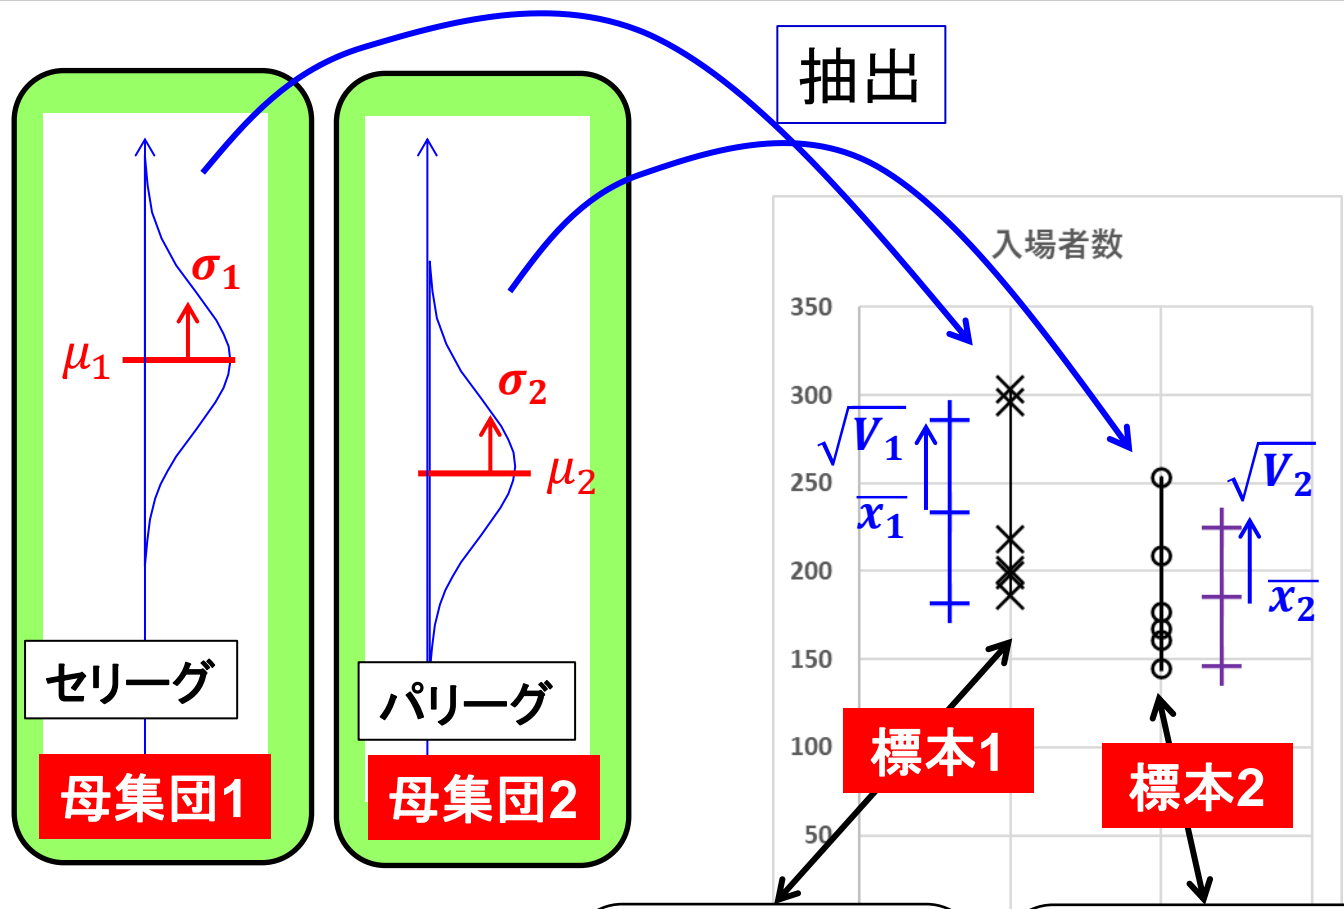 抽出
入場者数
σ₁
μ₁
σ₂
μ₂
350
300
250
200
150
100
50
√V₁
x̄₁
√V₂
x̄₂
セリーグ
パリーグ
母集団1
母集団2
標本1
標本2